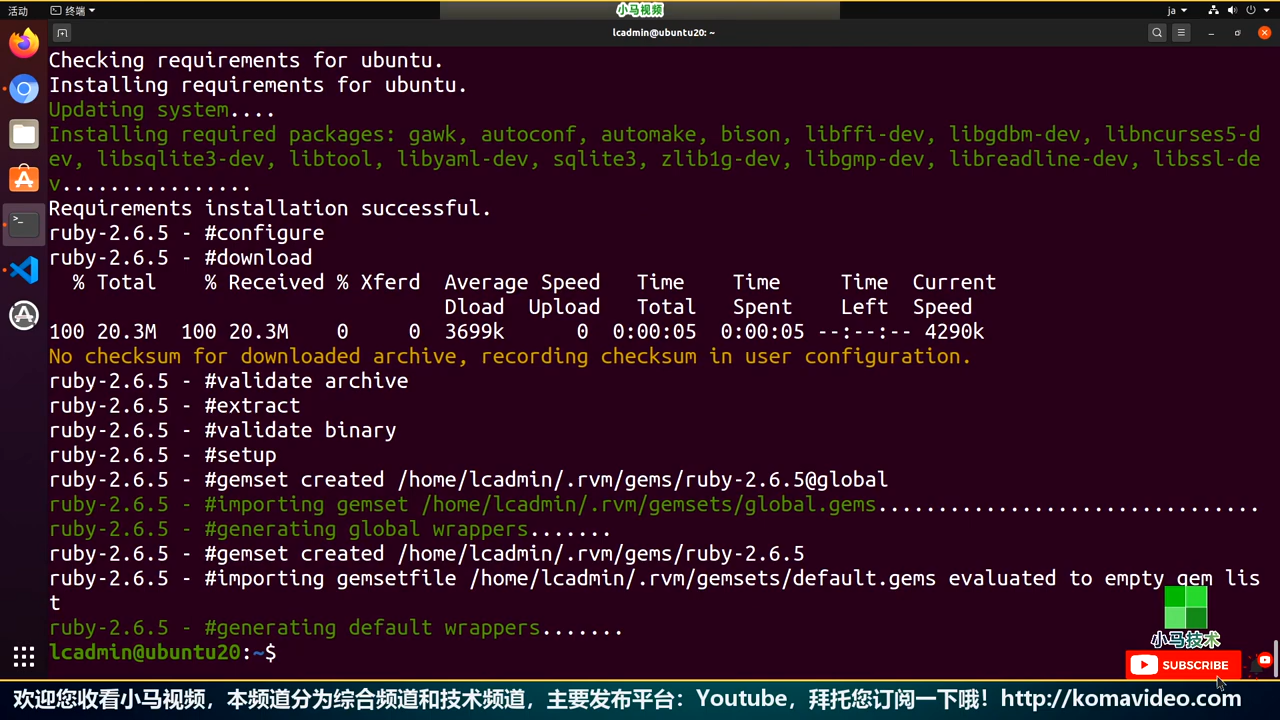 活动 终端 小马视频 ja
lcadmin@ubuntu20: ~
Checking requirements for ubuntu.
Installing requirements for ubuntu.
Updating system....
Installing required packages: gawk, autoconf, automake, bison, libffi-dev, libgdbm-dev, libncurses5-d
ev, libsqlite3-dev, libtool, libyaml-dev, sqlite3, zlib1g-dev, libgmp-dev, libreadline-dev, libssl-de
v................
Requirements installation successful.
ruby-2.6.5 - #configure
ruby-2.6.5 - #download
% Total % Received % Xferd Average Speed Time Time Time Current
Dload Upload Total Spent Left Speed
100 20.3M 100 20.3M 0 0 3699k 0 0:00:05 0:00:05 --:--:-- 4290k
No checksum for downloaded archive, recording checksum in user configuration.
ruby-2.6.5 - #validate archive
ruby-2.6.5 - #extract
ruby-2.6.5 - #validate binary
ruby-2.6.5 - #setup
ruby-2.6.5 - #gemset created /home/lcadmin/.rvm/gems/ruby-2.6.5@global
ruby-2.6.5 - #importing gemset /home/lcadmin/.rvm/gemsets/global.gems................................
ruby-2.6.5 - #generating global wrappers.......
ruby-2.6.5 - #gemset created /home/lcadmin/.rvm/gems/ruby-2.6.5
ruby-2.6.5 - #importing gemsetfile /home/lcadmin/.rvm/gemsets/default.gems evaluated to empty gem lis
t
ruby-2.6.5 - #generating default wrappers.......
小马技术
lcadmin@ubuntu20:~$
SUBSCRIBE
欢迎您收看小马视频，本频道分为综合频道和技术频道，主要发布平台：Youtube，拜托您订阅一下哦！http://komavideo.com